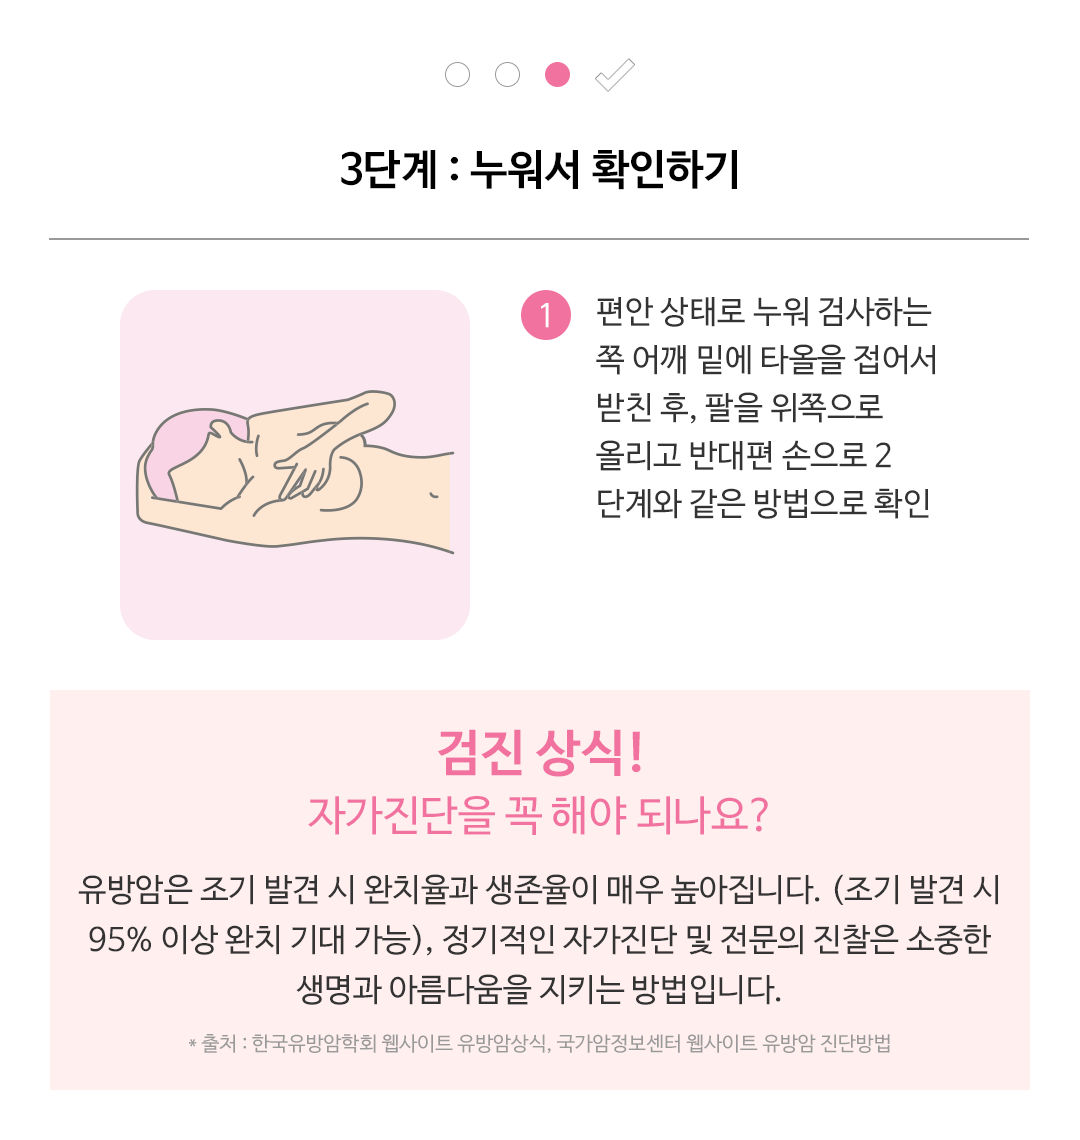 3단계 : 누워서 확인하기
1
편안 상태로 누워 검사하는
쪽 어깨 밑에 타올을 접어서
받친 후, 팔을 위쪽으로
올리고 반대편 손으로 2
단계와 같은 방법으로 확인
검진 상식!
자가진단을 꼭 해야 되나요?
유방암은 조기 발견 시 완치율과 생존율이 매우 높아집니다. (조기 발견 시
95% 이상 완치 기대 가능), 정기적인 자가진단 및 전문의 진찰은 소중한
생명과 아름다움을 지키는 방법입니다.
* 출처 : 한국유방암학회 웹사이트 유방암상식, 국가암정보센터 웹사이트 유방암 진단방법